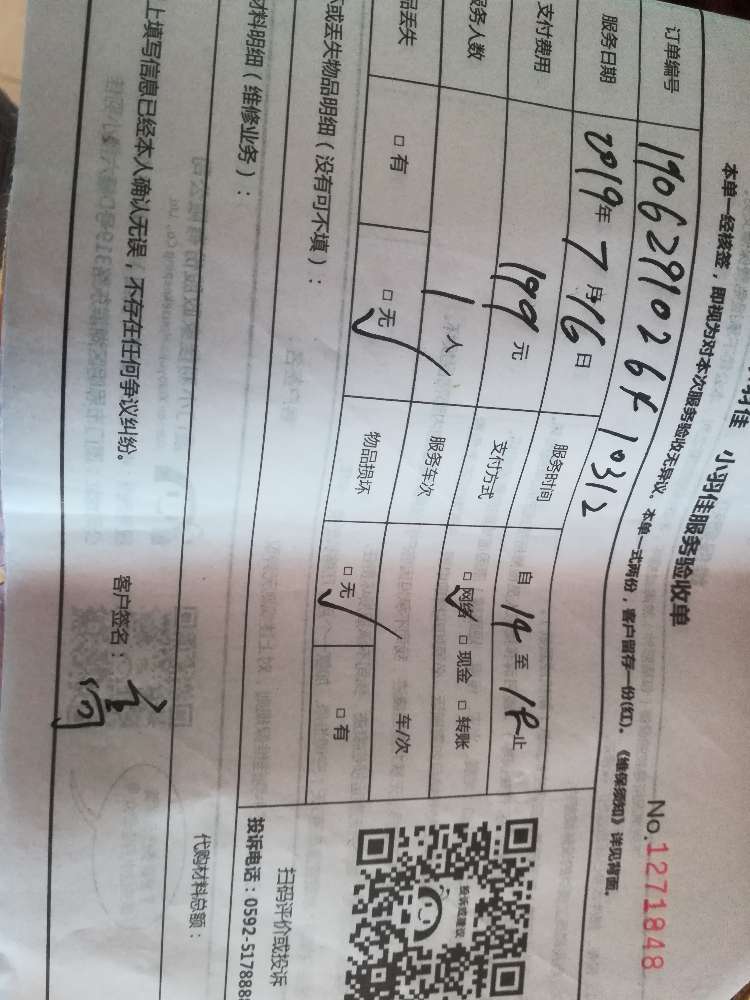 小羽佳服务验收单
No.1271848
本单一经核签，即视为对本次服务验收无异议。本单一式两份，客户留存一份(红)。《维保须知》详见背面。
订单编号
服务日期 2019年7月16日 服务时间 自 14 至 18 止
支付费用 199元 支付方式 □网络 □现金 □转账
服务人数 1人 服务车次 车/次
品丢失 □有 □无 物品损坏 □无 □有
或丢失物品明细（没有可不填）：
扫码评价或投诉
投诉电话：0592-517888
材料明细（维修业务）：
代购材料总额：
上填写信息已经本人确认无误，不存在任何争议纠纷。 客户签名：